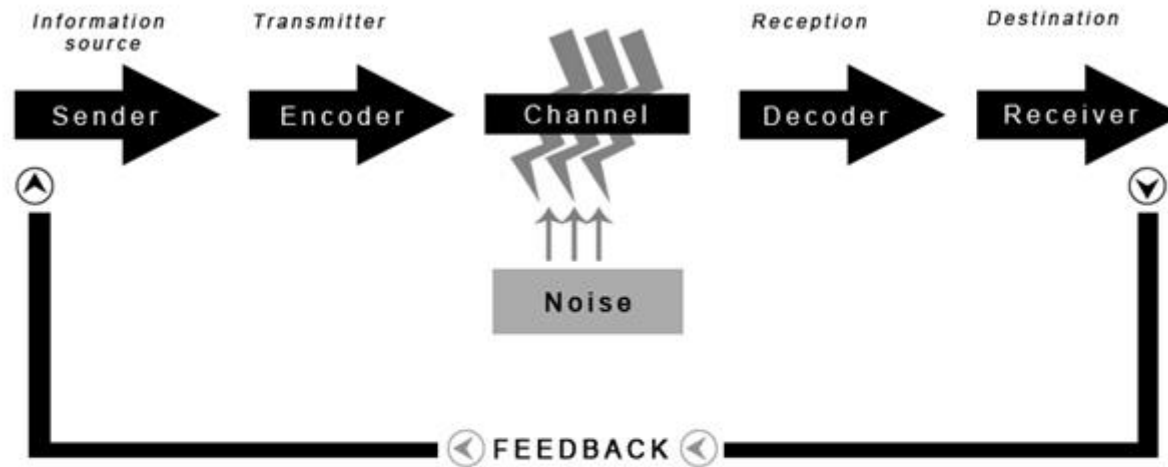 Information
source
Transmitter
Reception
Destination
Sender
Encoder
Channel
Decoder
Receiver
Noise
FEEDBACK